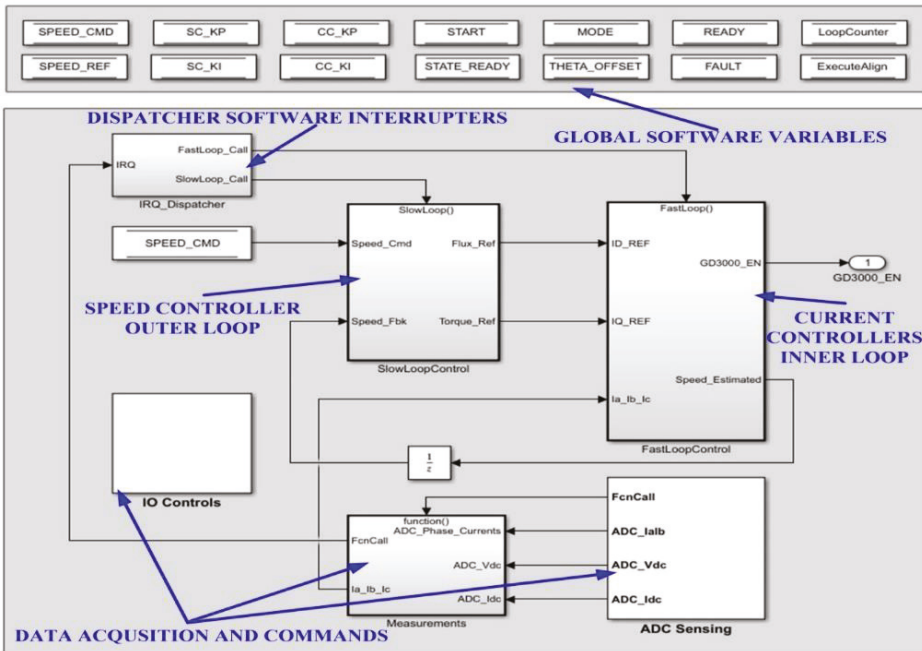 SPEED_CMD SC_KP CC_KP START MODE READY LoopCounter
SPEED_REF SC_KI CC_KI STATE_READY THETA_OFFSET FAULT ExecuteAlign
DISPATCHER SOFTWARE INTERRUPTERS
GLOBAL SOFTWARE VARIABLES
IRQ
FastLoop_Call
SlowLoop_Call
IRQ_Dispatcher
SPEED_CMD
SlowLoop()
Speed_Cmd
Flux_Ref
Speed_Fbk
Torque_Ref
SlowLoopControl
SPEED CONTROLLER
OUTER LOOP
FastLoop()
ID_REF
GD3000_EN
IQ_REF
Speed_Estimated
Ia_Ib_Ic
FastLoopControl
1
GD3000_EN
CURRENT
CONTROLLERS
INNER LOOP
1
z
IO Controls
function()
ADC_Phase_Currents
FcnCall
ADC_Vdc
Ia_Ib_Ic
ADC_Idc
Measurements
FcnCall
ADC_IaIb
ADC_Vdc
ADC_Idc
ADC Sensing
DATA ACQUSITION AND COMMANDS